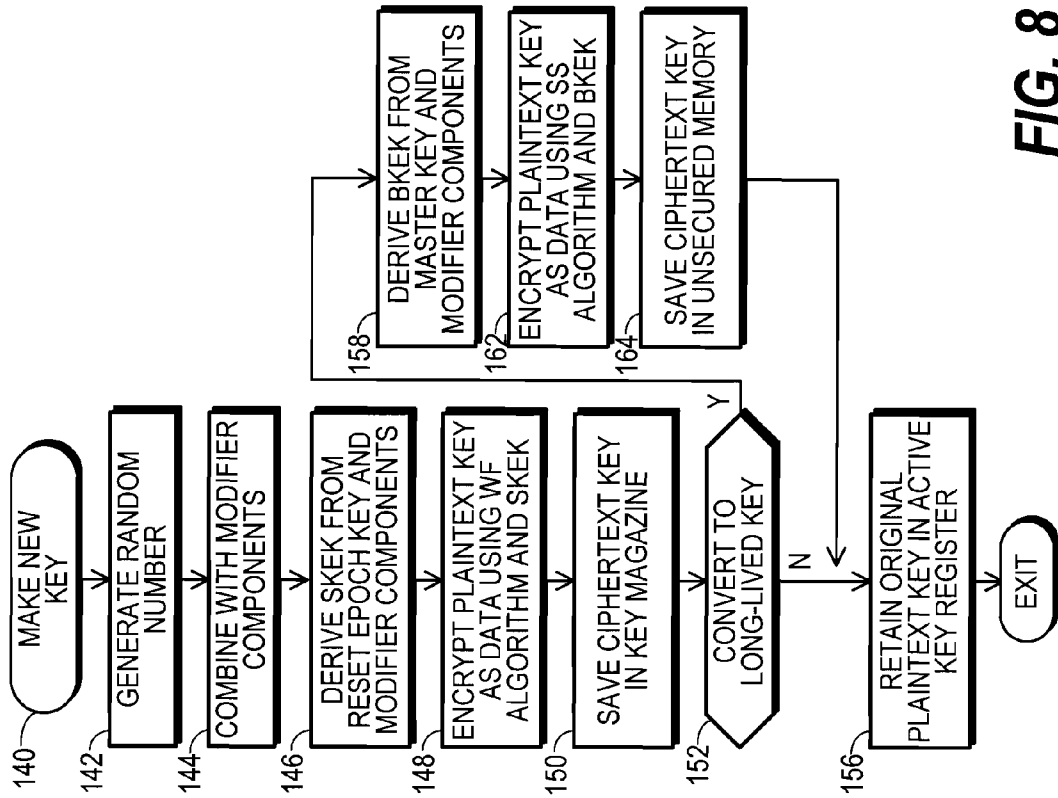 140
MAKE NEW
KEY
142
GENERATE RANDOM
NUMBER
144
COMBINE WITH MODIFIER
COMPONENTS
146
DERIVE SKEK FROM
RESET EPOCH KEY AND
MODIFIER COMPONENTS
148
ENCRYPT PLAINTEXT KEY
AS DATA USING WF
ALGORITHM AND SKEK
150
SAVE CIPHERTEXT KEY
IN KEY MAGAZINE
152
CONVERT TO
LONG-LIVED KEY
Y
N
158
DERIVE BKEK FROM
MASTER KEY AND
MODIFIER COMPONENTS
162
ENCRYPT PLAINTEXT KEY
AS DATA USING SS
ALGORITHM AND BKEK
164
SAVE CIPHERTEXT KEY
IN UNSECURED MEMORY
156
RETAIN ORIGINAL
PLAINTEXT KEY IN ACTIVE
KEY REGISTER
EXIT
FIG. 8